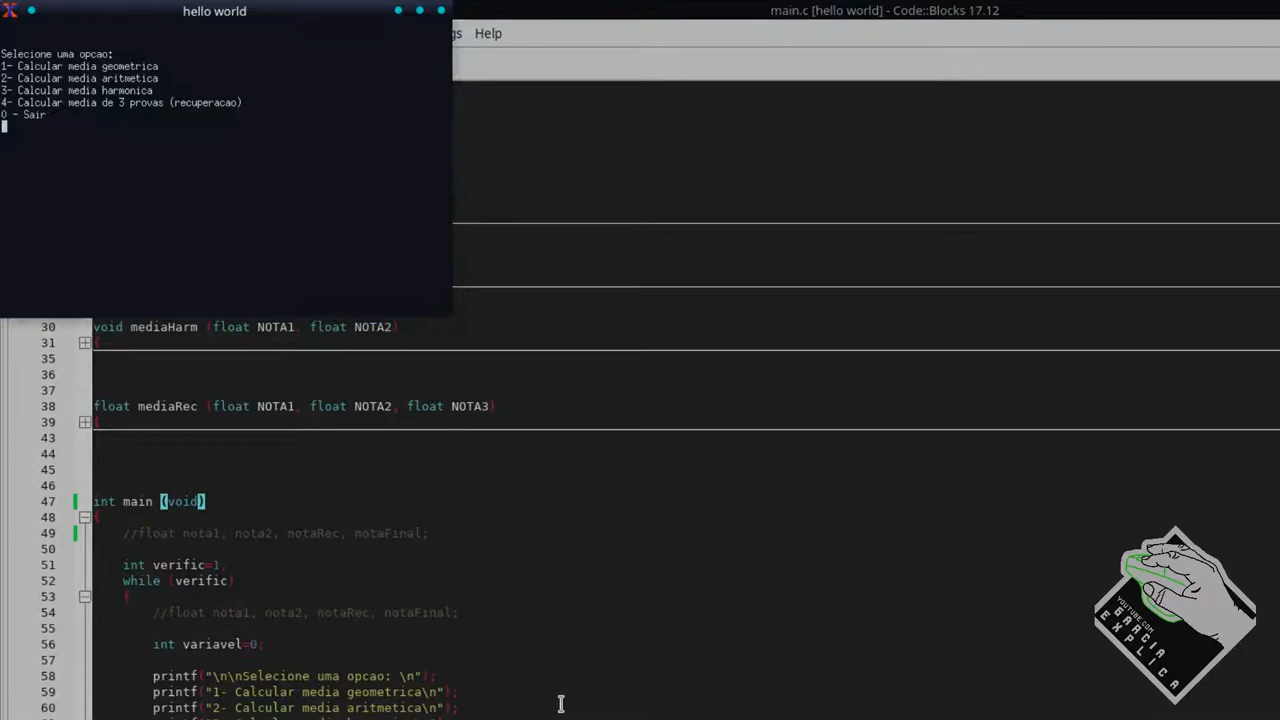 hello world
main.c [hello world] - Code::Blocks 17.12
gs Help
Selecione uma opcao:
1- Calcular media geometrica
2- Calcular media aritmetica
3- Calcular media harmonica
4- Calcular media de 3 provas (recuperacao)
0 - Sair
30 void mediaHarm (float NOTA1, float NOTA2)
31 {
35
36
37
38 float mediaRec (float NOTA1, float NOTA2, float NOTA3)
39 {
43
44
45
46
47 int main (void)
48 {
49 //float nota1, nota2, notaRec, notaFinal;
50
51 int verific=1;
52 while (verific)
53 {
54 //float nota1, nota2, notaRec, notaFinal;
55
56 int variavel=0;
57
58 printf("\n\nSelecione uma opcao: \n");
59 printf("1- Calcular media geometrica\n");
60 printf("2- Calcular media aritmetica\n");
YOUTUBE.COM
EGARCIA
EXPLICA